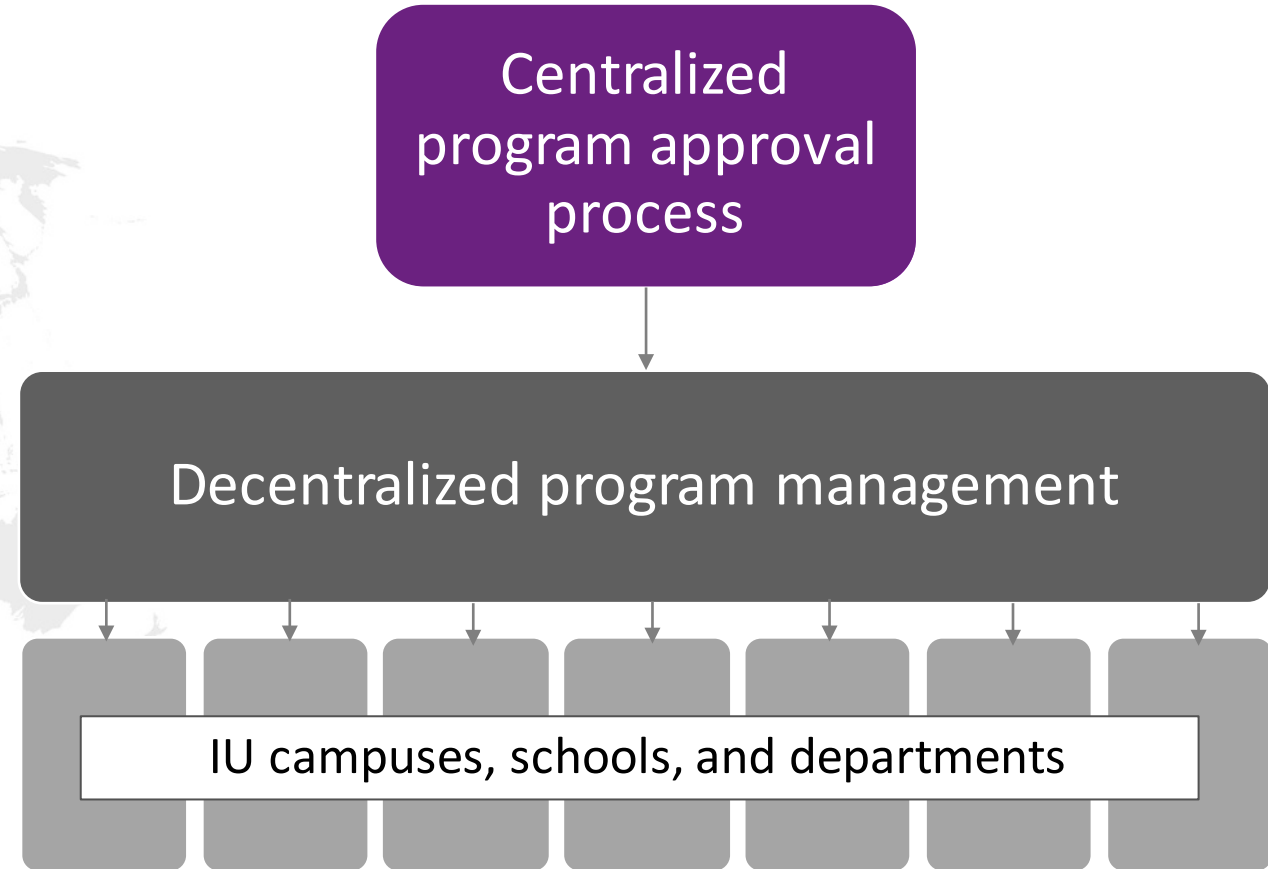 Centralized
program approval
process
Decentralized program management
IU campuses, schools, and departments